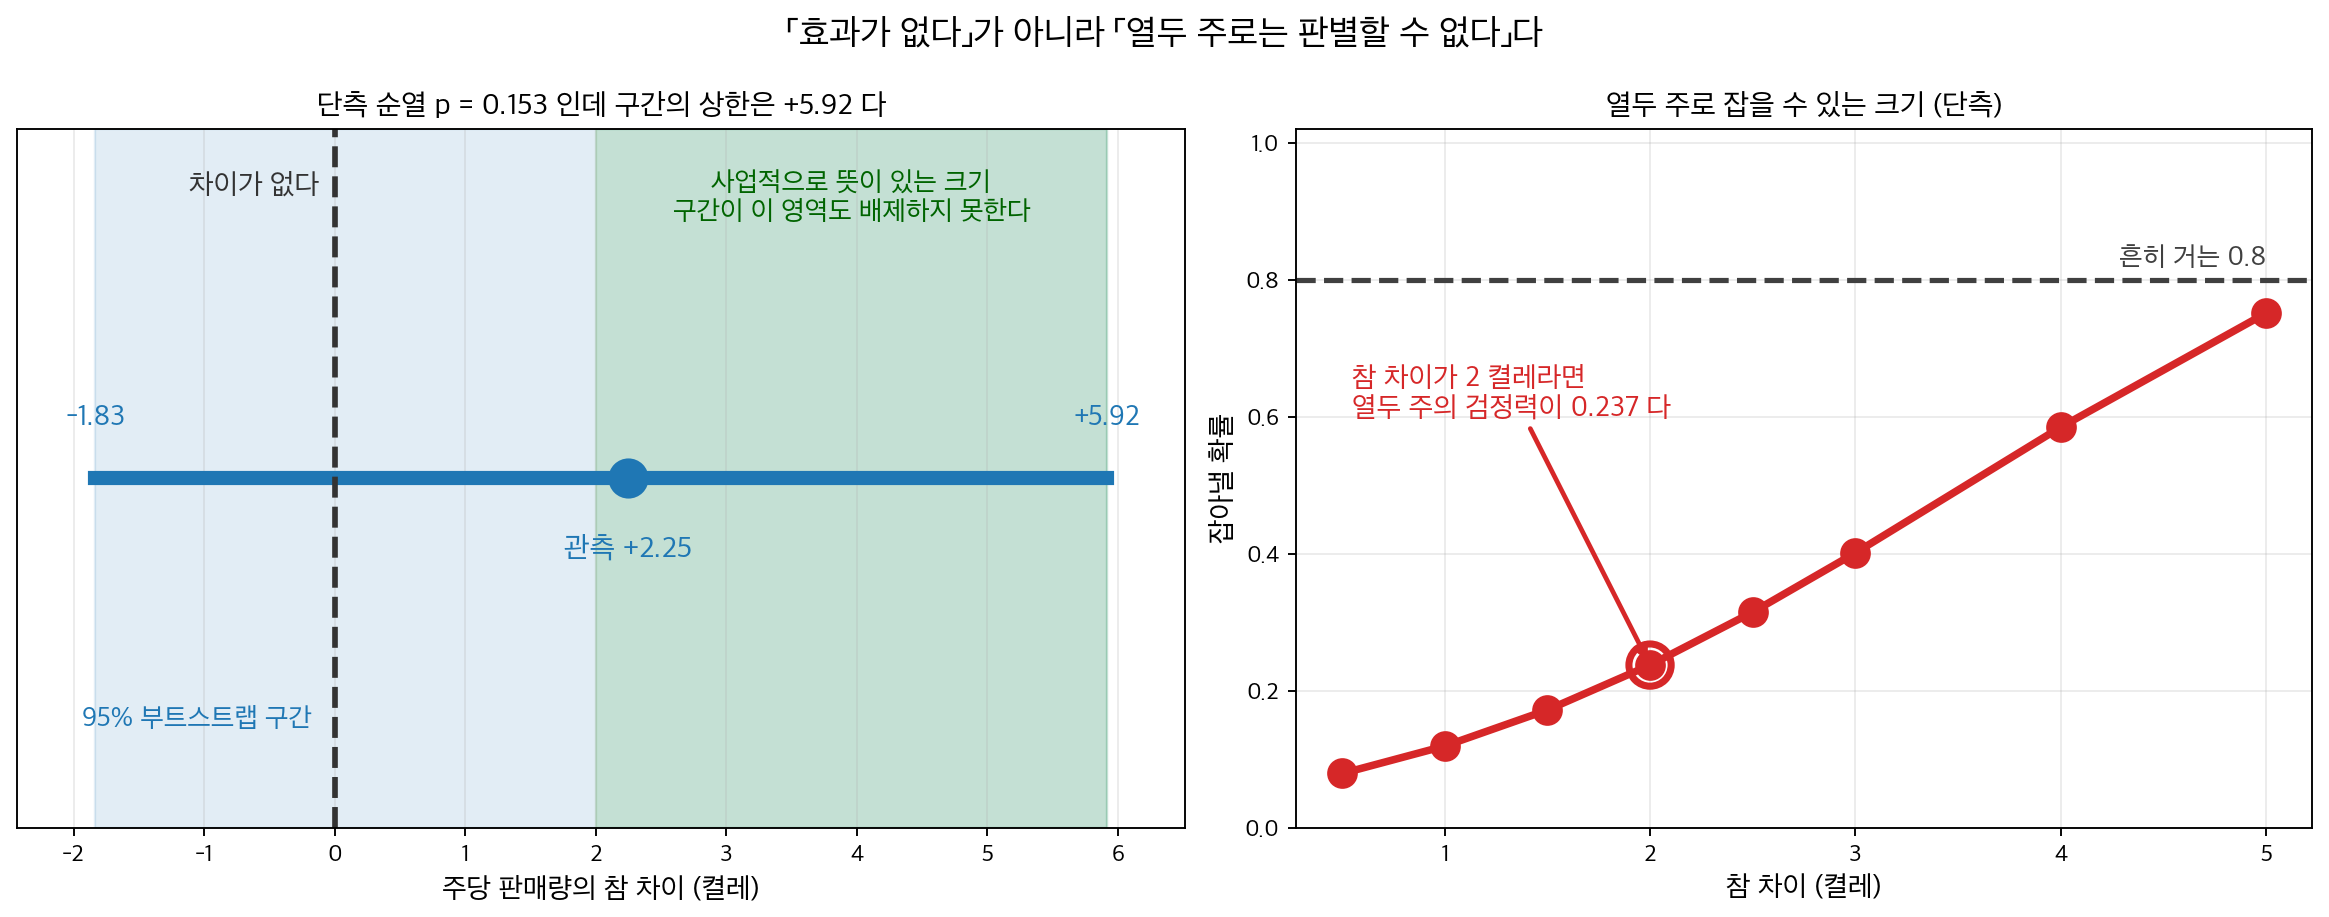 「효과가 없다」가 아니라 「열두 주로는 판별할 수 없다」다
단측 순열 p = 0.153 인데 구간의 상한은 +5.92 다
차이가 없다
사업적으로 뜻이 있는 크기
구간이 이 영역도 배제하지 못한다
-1.83
+5.92
관측 +2.25
95% 부트스트랩 구간
-2
-1
0
1
2
3
4
5
6
주당 판매량의 참 차이 (켤레)
열두 주로 잡을 수 있는 크기 (단측)
1.0
0.8
0.6
0.4
0.2
0.0
잡아낼 확률
흔히 거는 0.8
참 차이가 2 켤레라면
열두 주의 검정력이 0.237 다
1
2
3
4
5
참 차이 (켤레)